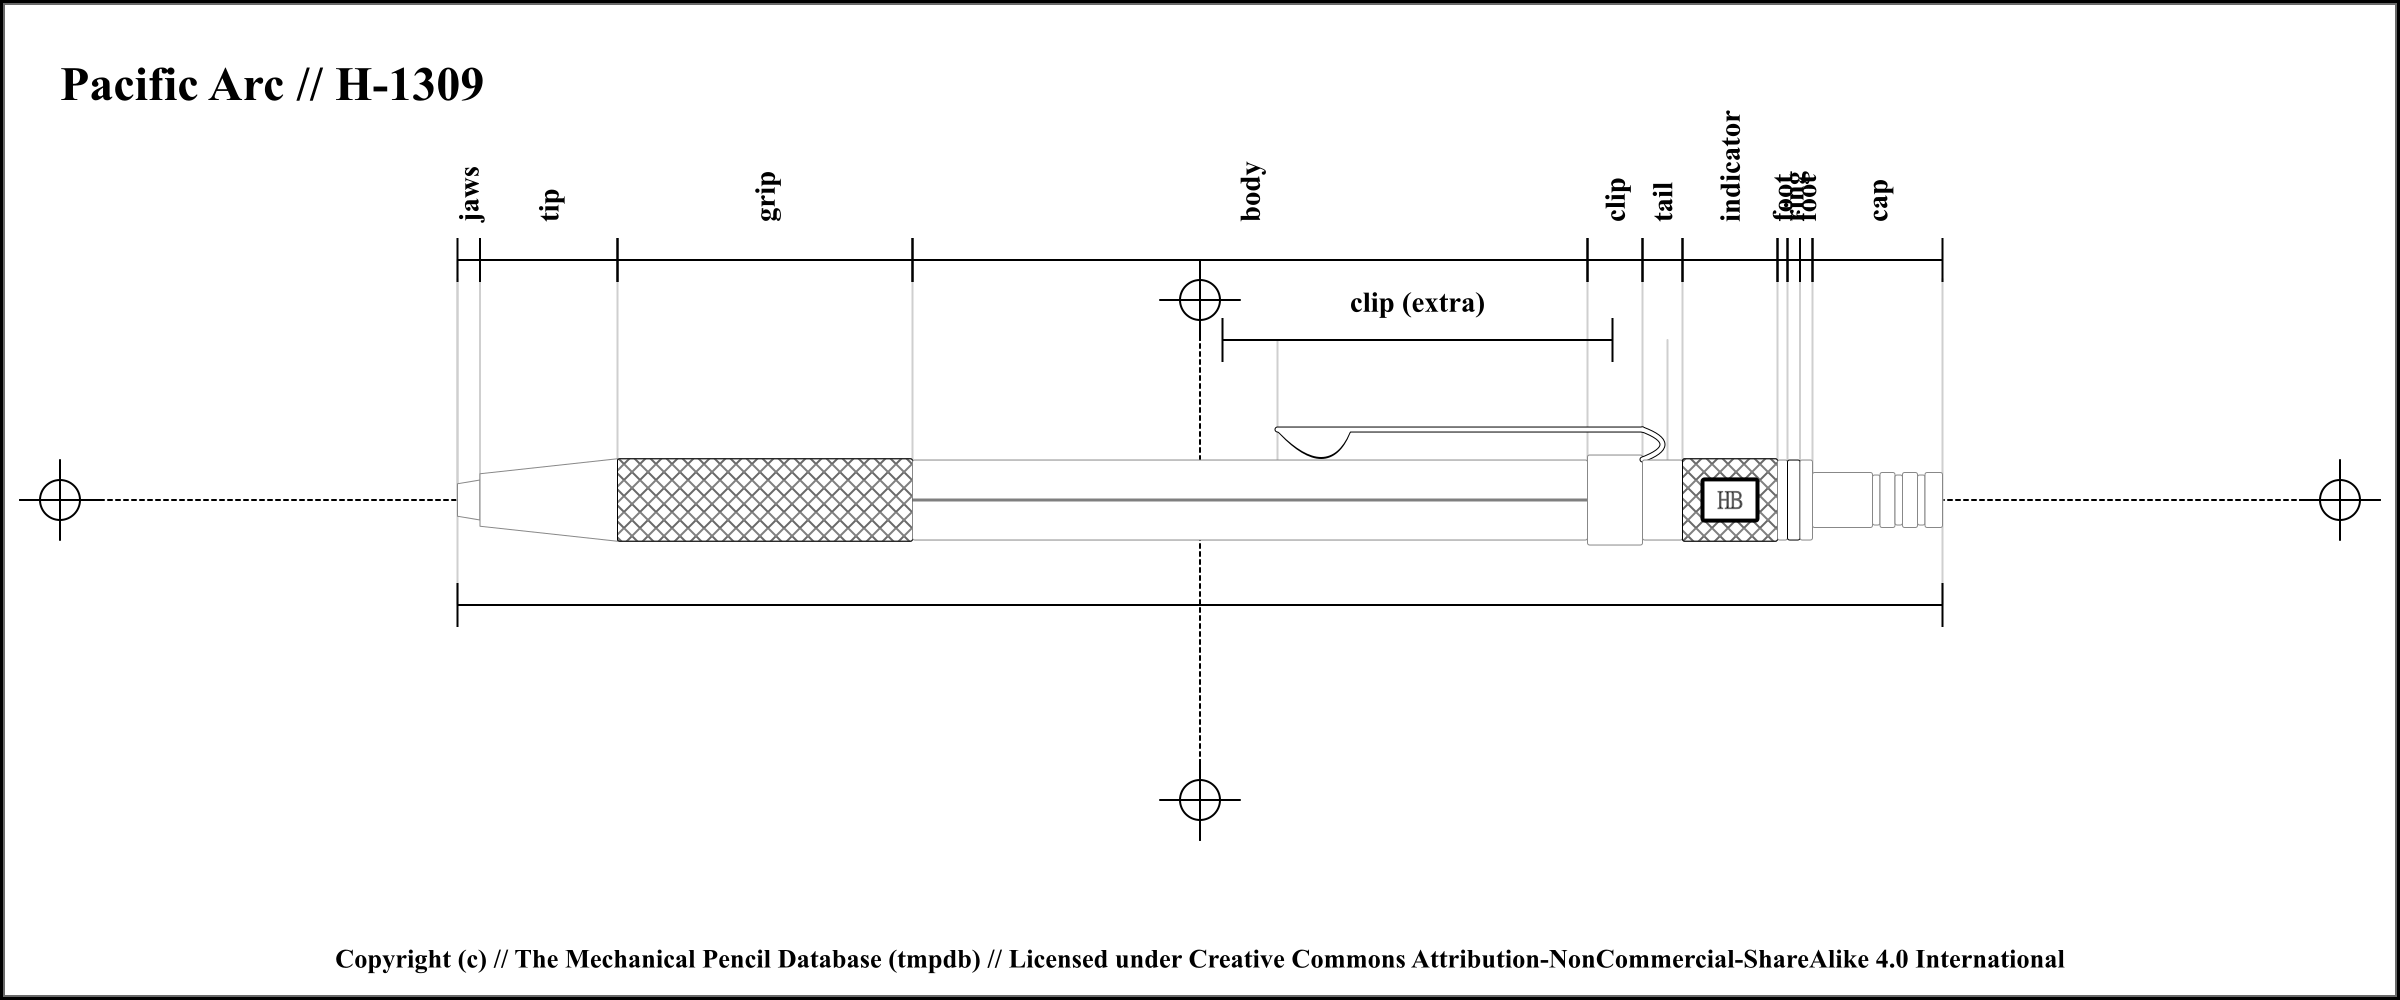 Pacific Arc // H-1309
jaws
tip
grip
body
clip
tail
indicator
foot
ring
foot
cap
clip (extra)
HB
Copyright (c) // The Mechanical Pencil Database (tmpdb) // Licensed under Creative Commons Attribution-NonCommercial-ShareAlike 4.0 International